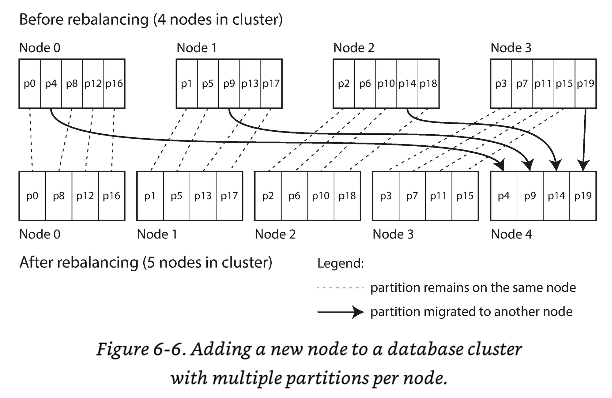 Before rebalancing (4 nodes in cluster)
Node 0 Node 1 Node 2 Node 3
p0 p4 p8 p12 p16 p1 p5 p9 p13 p17 p2 p6 p10 p14 p18 p3 p7 p11 p15 p19
p0 p8 p12 p16 p1 p5 p13 p17 p2 p6 p10 p18 p3 p7 p11 p15 p4 p9 p14 p19
Node 0 Node 1 Node 2 Node 3 Node 4
After rebalancing (5 nodes in cluster)
Legend:
partition remains on the same node
partition migrated to another node
Figure 6-6. Adding a new node to a database cluster
with multiple partitions per node.